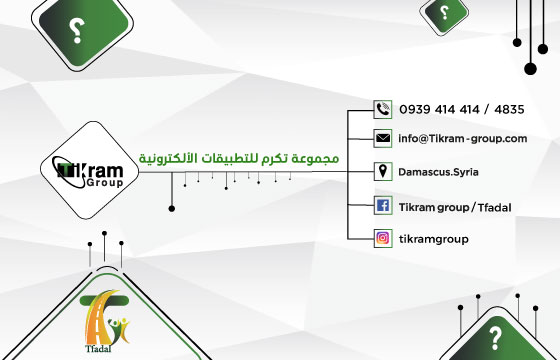 ؟
؟
0939 414 414 / 4835
info@Tikram-group.com
مجموعة تكرم للتطبيقات الألكترونية
Tikram
Group
Damascus.Syria
Tikram group/Tfadal
tikramgroup
Tfadal
?